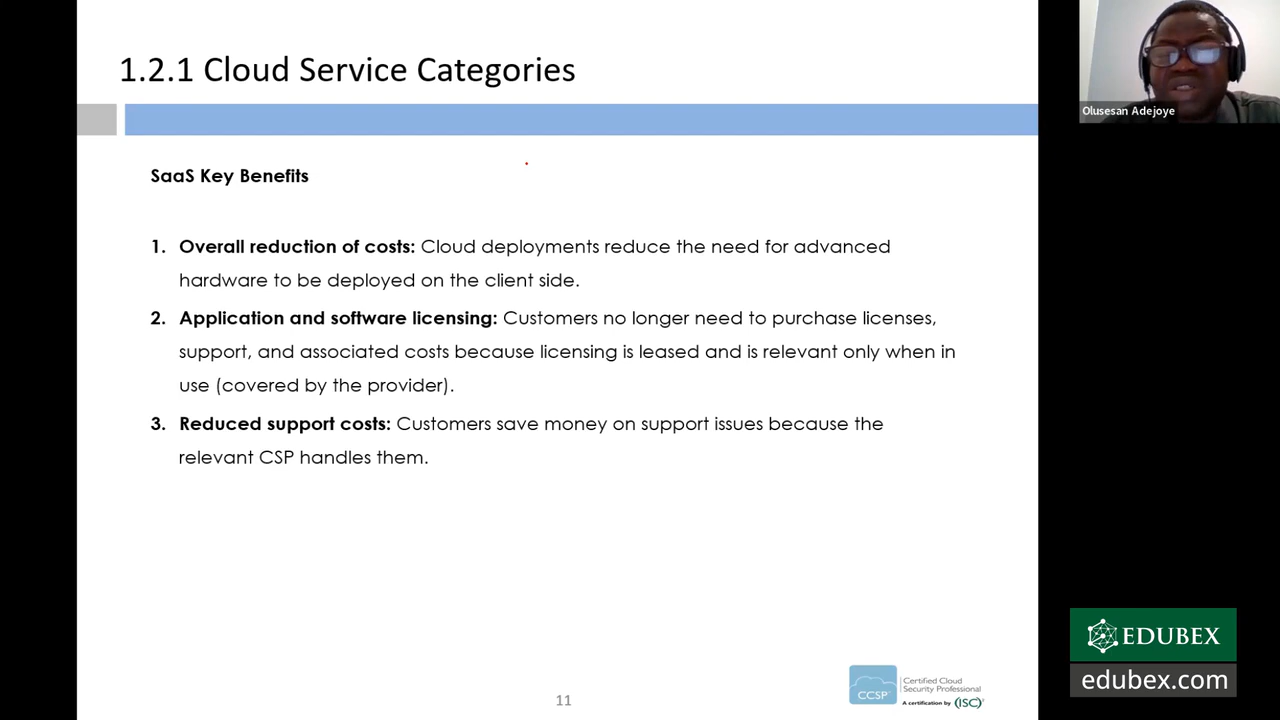 1.2.1 Cloud Service Categories
Olusesan Adejoye
SaaS Key Benefits
1. Overall reduction of costs: Cloud deployments reduce the need for advanced
hardware to be deployed on the client side.
2. Application and software licensing: Customers no longer need to purchase licenses,
support, and associated costs because licensing is leased and is relevant only when in
use (covered by the provider).
3. Reduced support costs: Customers save money on support issues because the
relevant CSP handles them.
EDUBEX
edubex.com
CCSP
Certified Cloud
Security Professional
A certification by (ISC)²
11